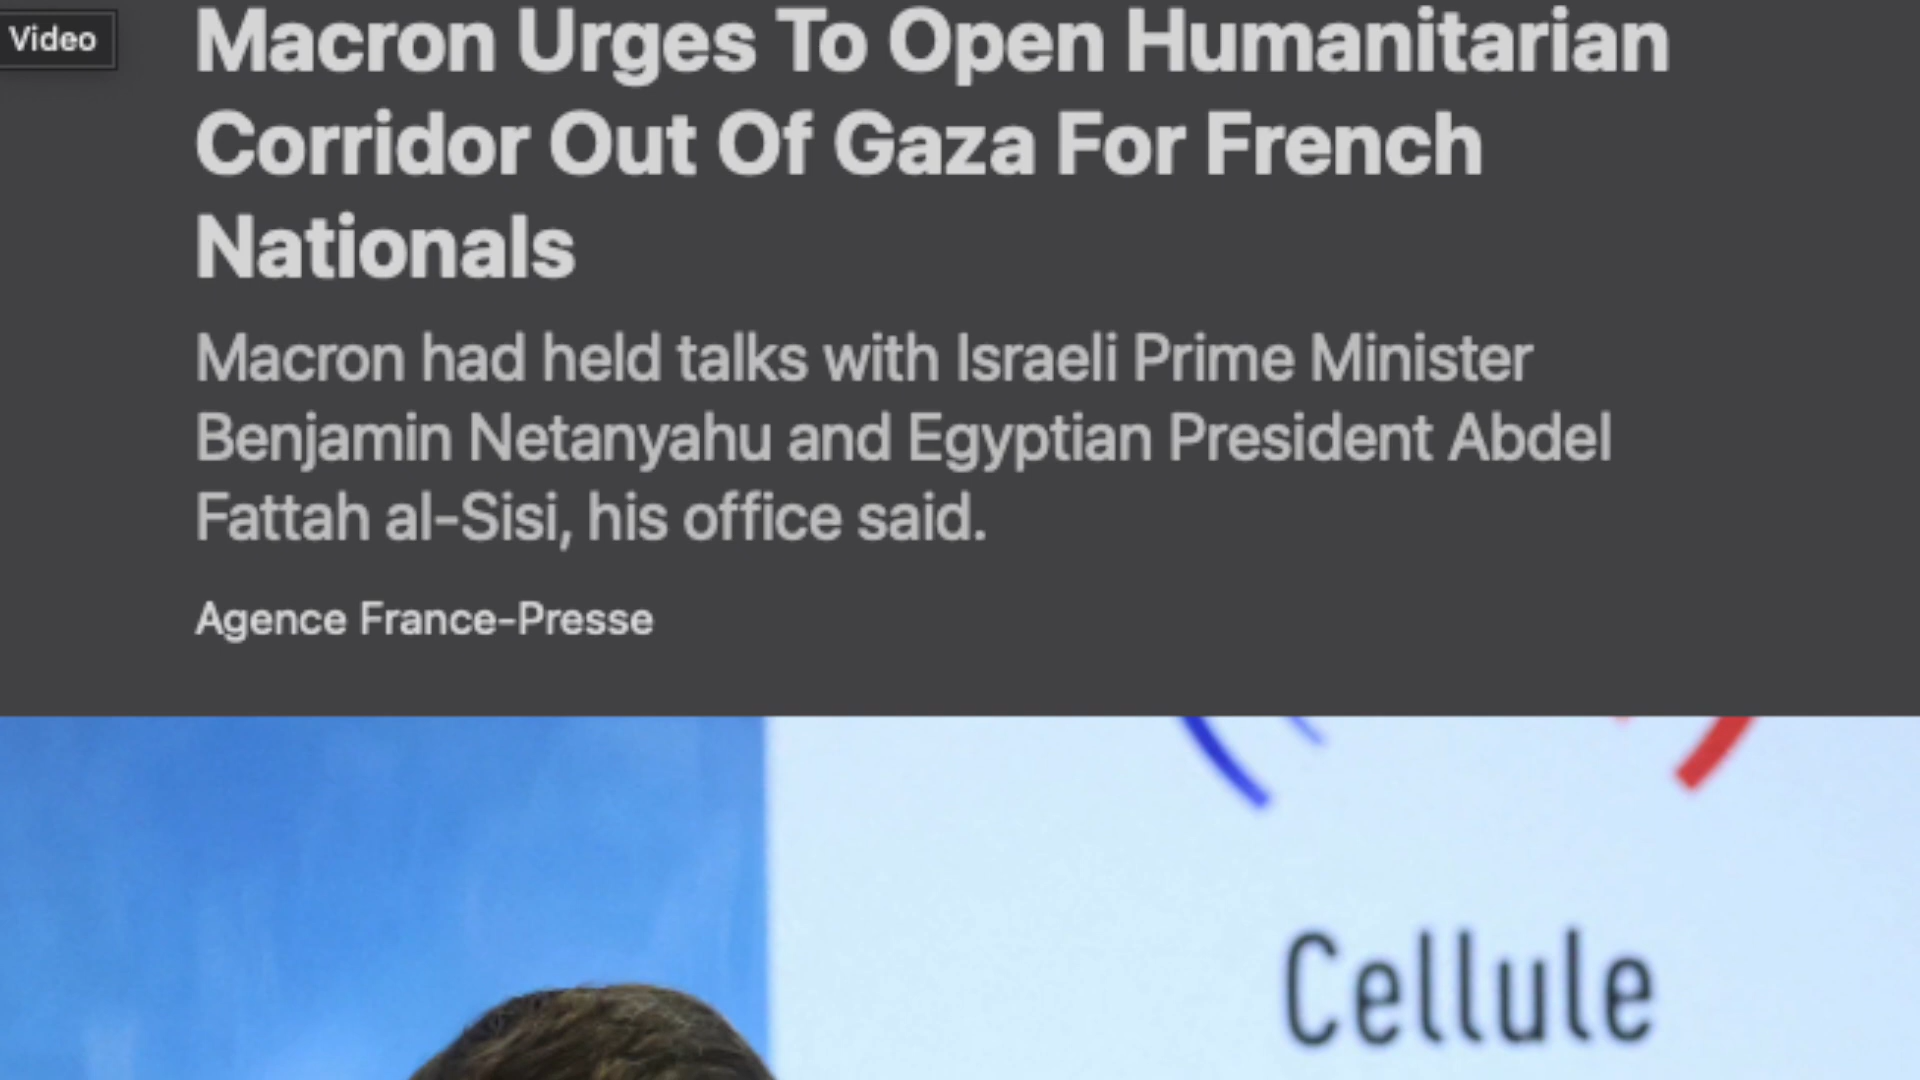 Video
Macron Urges To Open Humanitarian
Corridor Out Of Gaza For French
Nationals
Macron had held talks with Israeli Prime Minister
Benjamin Netanyahu and Egyptian President Abdel
Fattah al-Sisi, his office said.
Agence France-Presse
Cellule